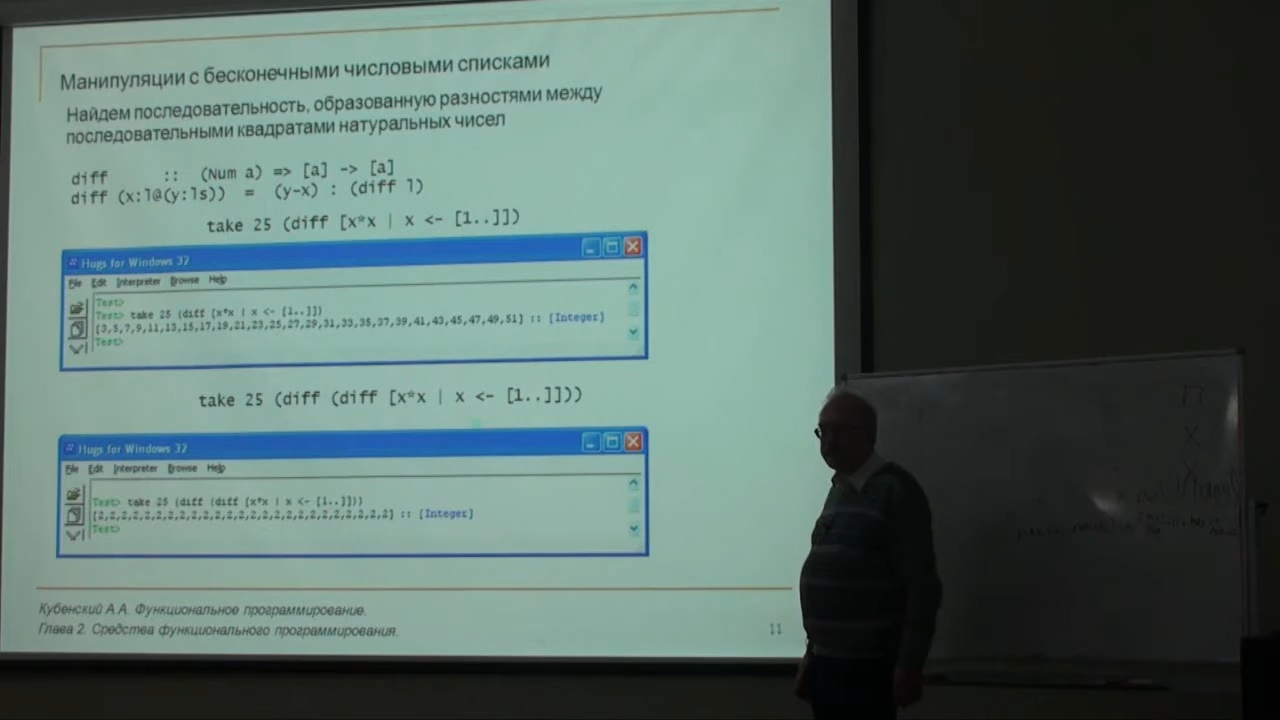 Манипуляции с бесконечными числовыми списками
Найдем последовательность, образованную разностями между
последовательными квадратами натуральных чисел
diff :: (Num a) => [a] -> [a]
diff (x:l@(y:ls)) = (y-x) : (diff l)
take 25 (diff [x*x | x <- [1..]])
Hugs for Windows 32
File Edit Interpreter Browse Help
Test>
Test> take 25 (diff [x*x | x <- [1..]])
[3,5,7,9,11,13,15,17,19,21,23,25,27,29,31,33,35,37,39,41,43,45,47,49,51] :: [Integer]
Test>
take 25 (diff (diff [x*x | x <- [1..]]))
Hugs for Windows 32
File Edit Interpreter Browse Help
Test> take 25 (diff (diff [x*x | x <- [1..]]))
[2,2,2,2,2,2,2,2,2,2,2,2,2,2,2,2,2,2,2,2,2,2,2,2,2] :: [Integer]
Test>
Кубенский А.А. Функциональное программирование.
Глава 2. Средства функционального программирования.
11